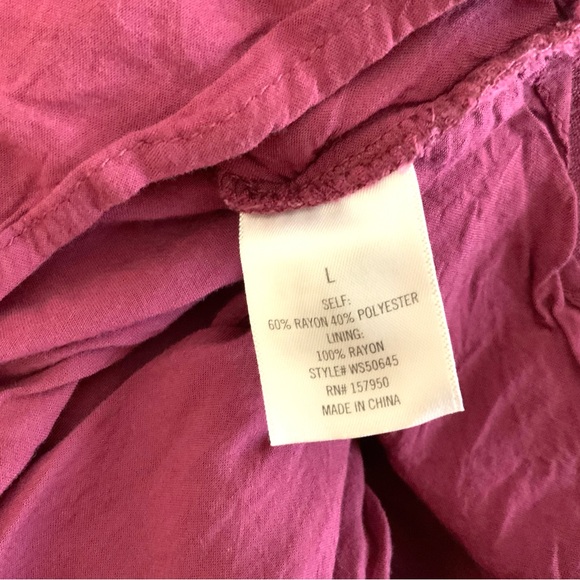 L
SELF:
60% RAYON 40% POLYESTER
LINING:
100% RAYON
STYLE# WS50645
RN# 157950
MADE IN CHINA